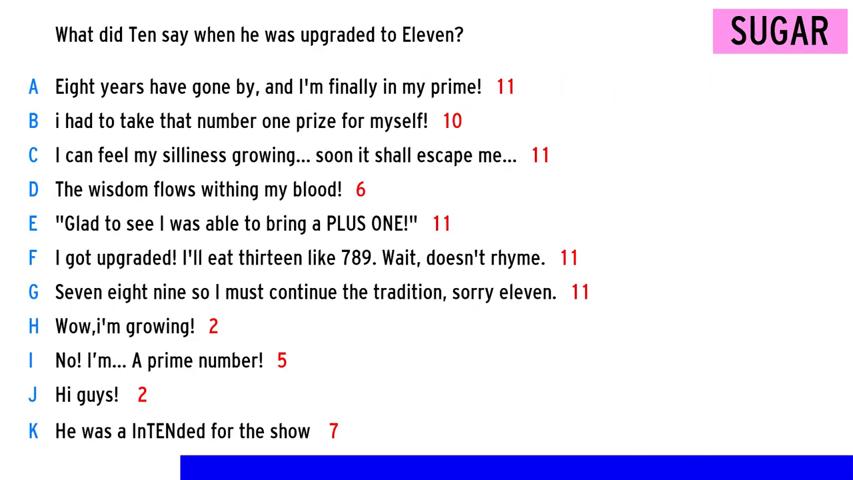 What did Ten say when he was upgraded to Eleven?
SUGAR
A Eight years have gone by, and I'm finally in my prime! 11
B i had to take that number one prize for myself! 10
C I can feel my silliness growing... soon it shall escape me... 11
D The wisdom flows withing my blood! 6
E "Glad to see I was able to bring a PLUS ONE!" 11
F I got upgraded! I'll eat thirteen like 789. Wait, doesn't rhyme. 11
G Seven eight nine so I must continue the tradition, sorry eleven. 11
H Wow,i'm growing! 2
I No! I’m... A prime number! 5
J Hi guys! 2
K He was a InTENded for the show 7